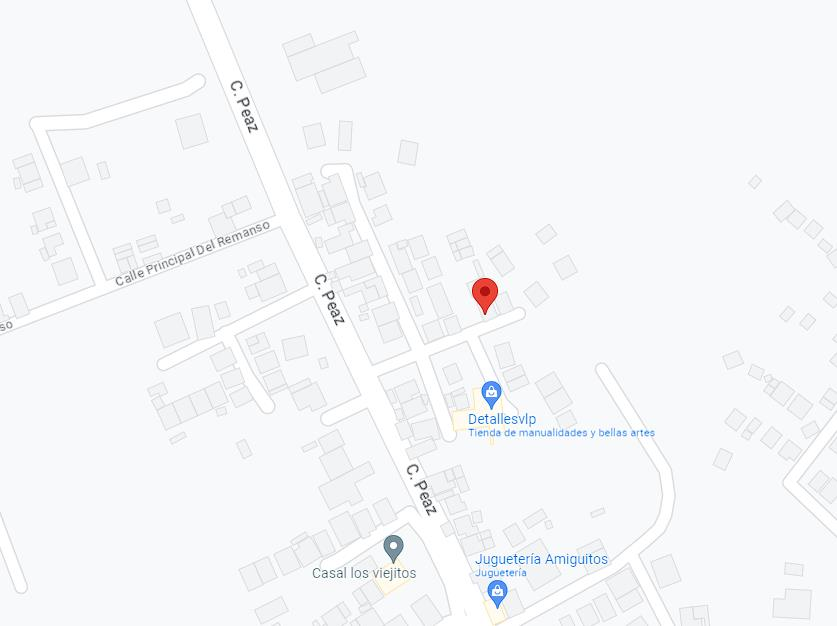 C. Peaz
Calle Principal Del Remanso
C. Peaz
so
Detallesvlp
Tienda de manualidades y bellas artes
C. Peaz
Juguetería Amiguitos
Juguetería
Casal los viejitos